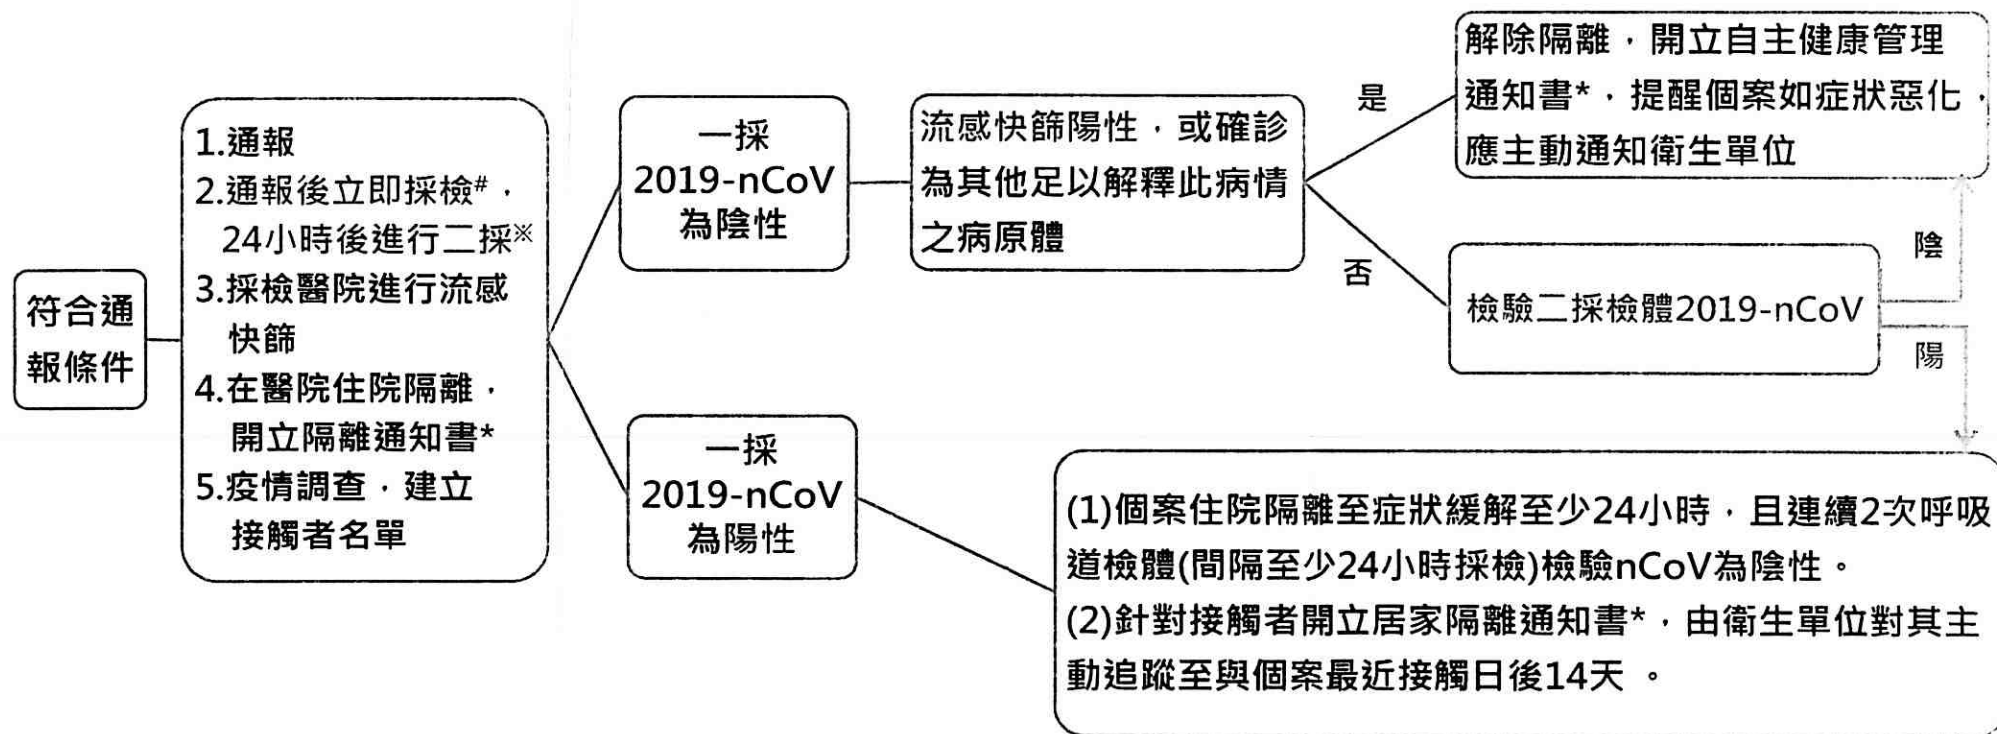 符合通
報條件
1.通報
2.通報後立即採檢#，
24小時後進行二採※
3.採檢醫院進行流感
快篩
4.在醫院住院隔離，
開立隔離通知書*
5.疫情調查，建立
接觸者名單
一採
2019-nCoV
為陰性
流感快篩陽性，或確診
為其他足以解釋此病情
之病原體
是
解除隔離，開立自主健康管理
通知書*，提醒個案如症狀惡化，
應主動通知衛生單位
否
檢驗二採檢體2019-nCoV
陰
陽
一採
2019-nCoV
為陽性
(1)個案住院隔離至症狀緩解至少24小時，且連續2次呼吸
道檢體(間隔至少24小時採檢)檢驗nCoV為陰性。
(2)針對接觸者開立居家隔離通知書*，由衛生單位對其主
動追蹤至與個案最近接觸日後14天 。